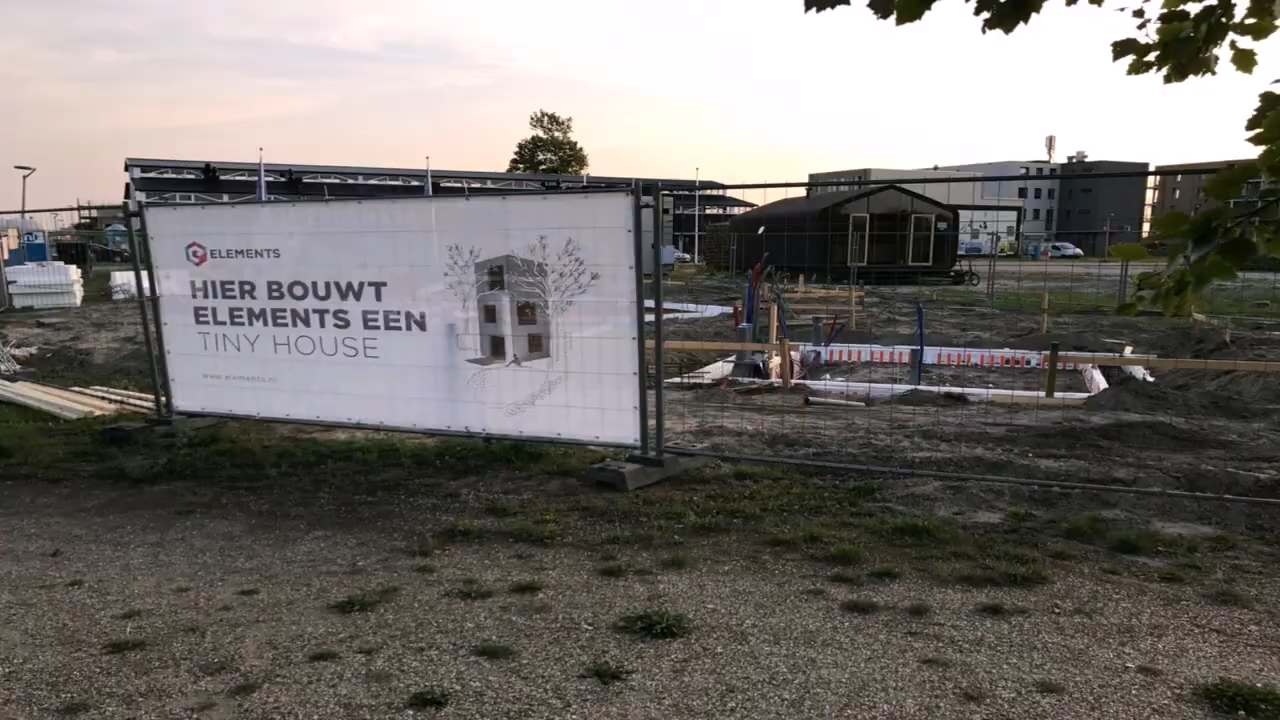 ELEMENTS
HIER BOUWT
ELEMENTS EEN
TINY HOUSE
www.elements.nl